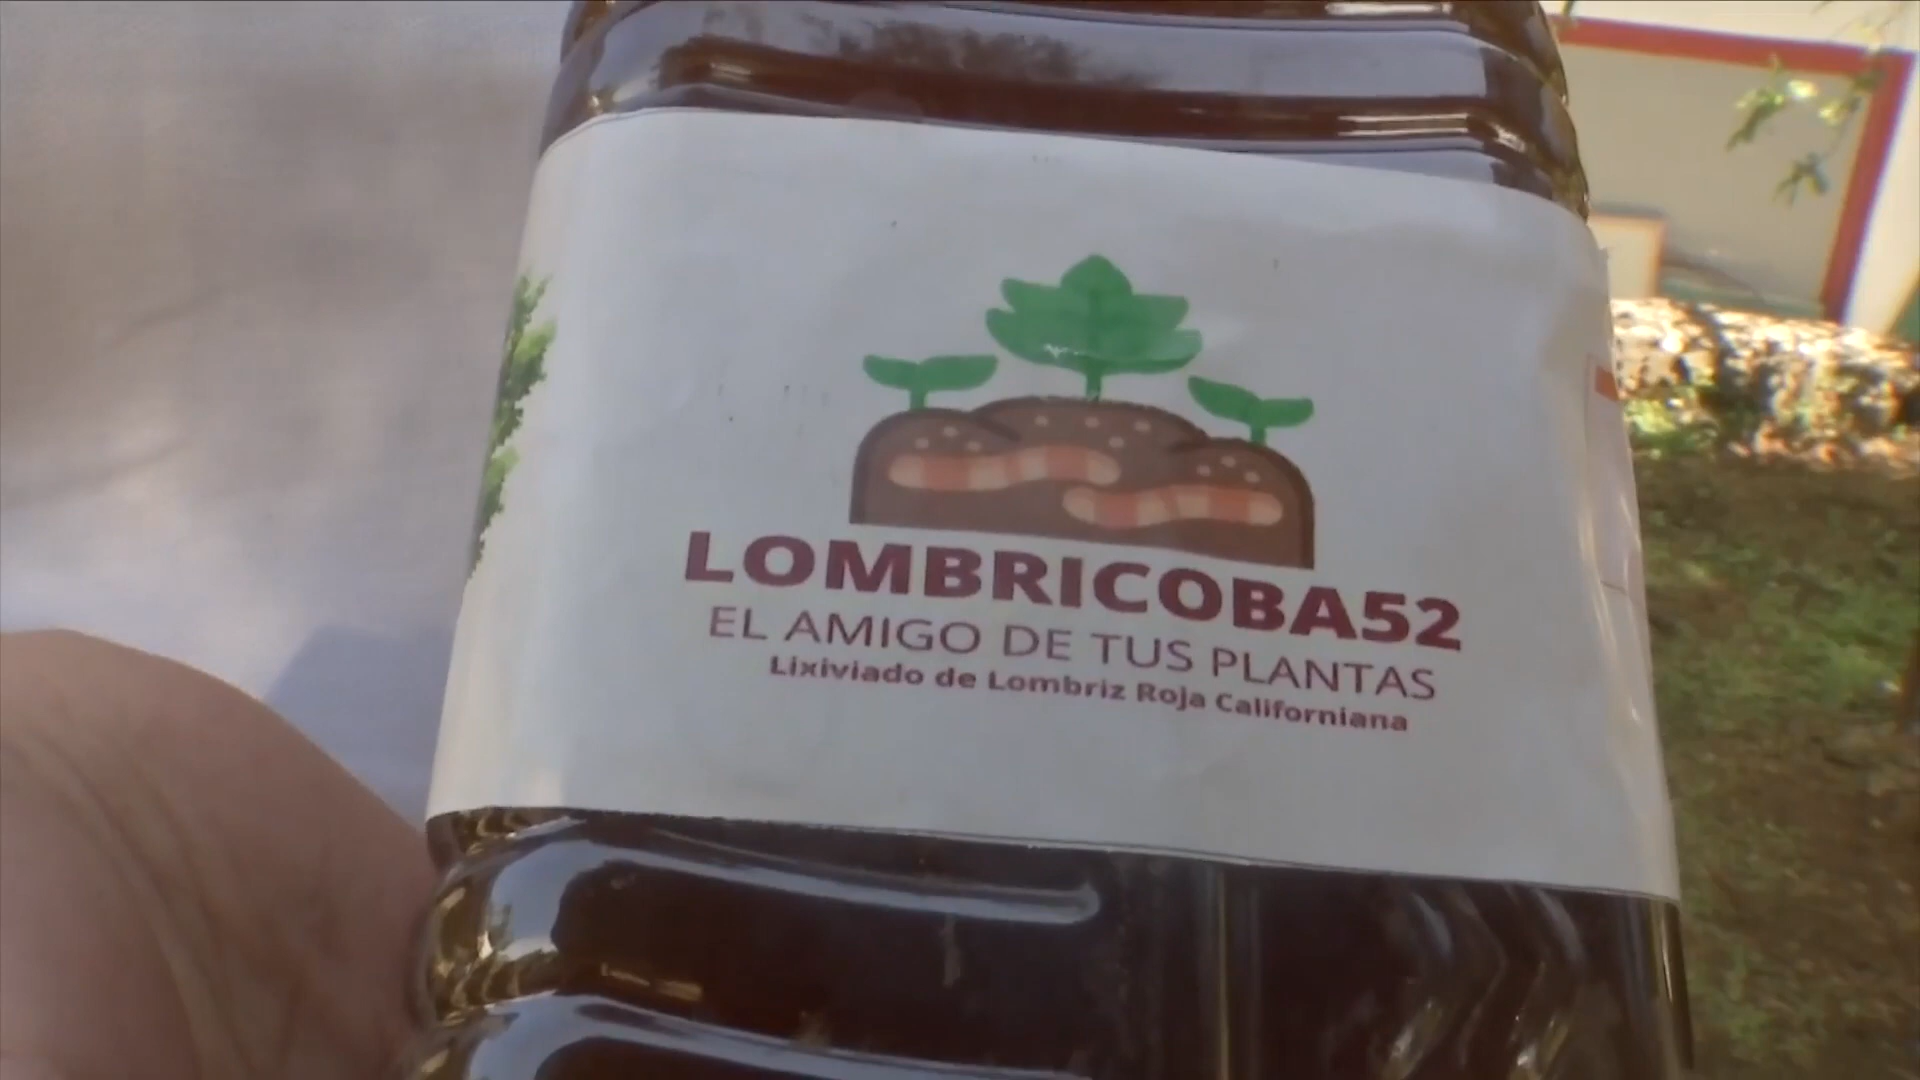 LOMBRICOBA52
EL AMIGO DE TUS PLANTAS
Lixiviado de Lombriz Roja Californiana